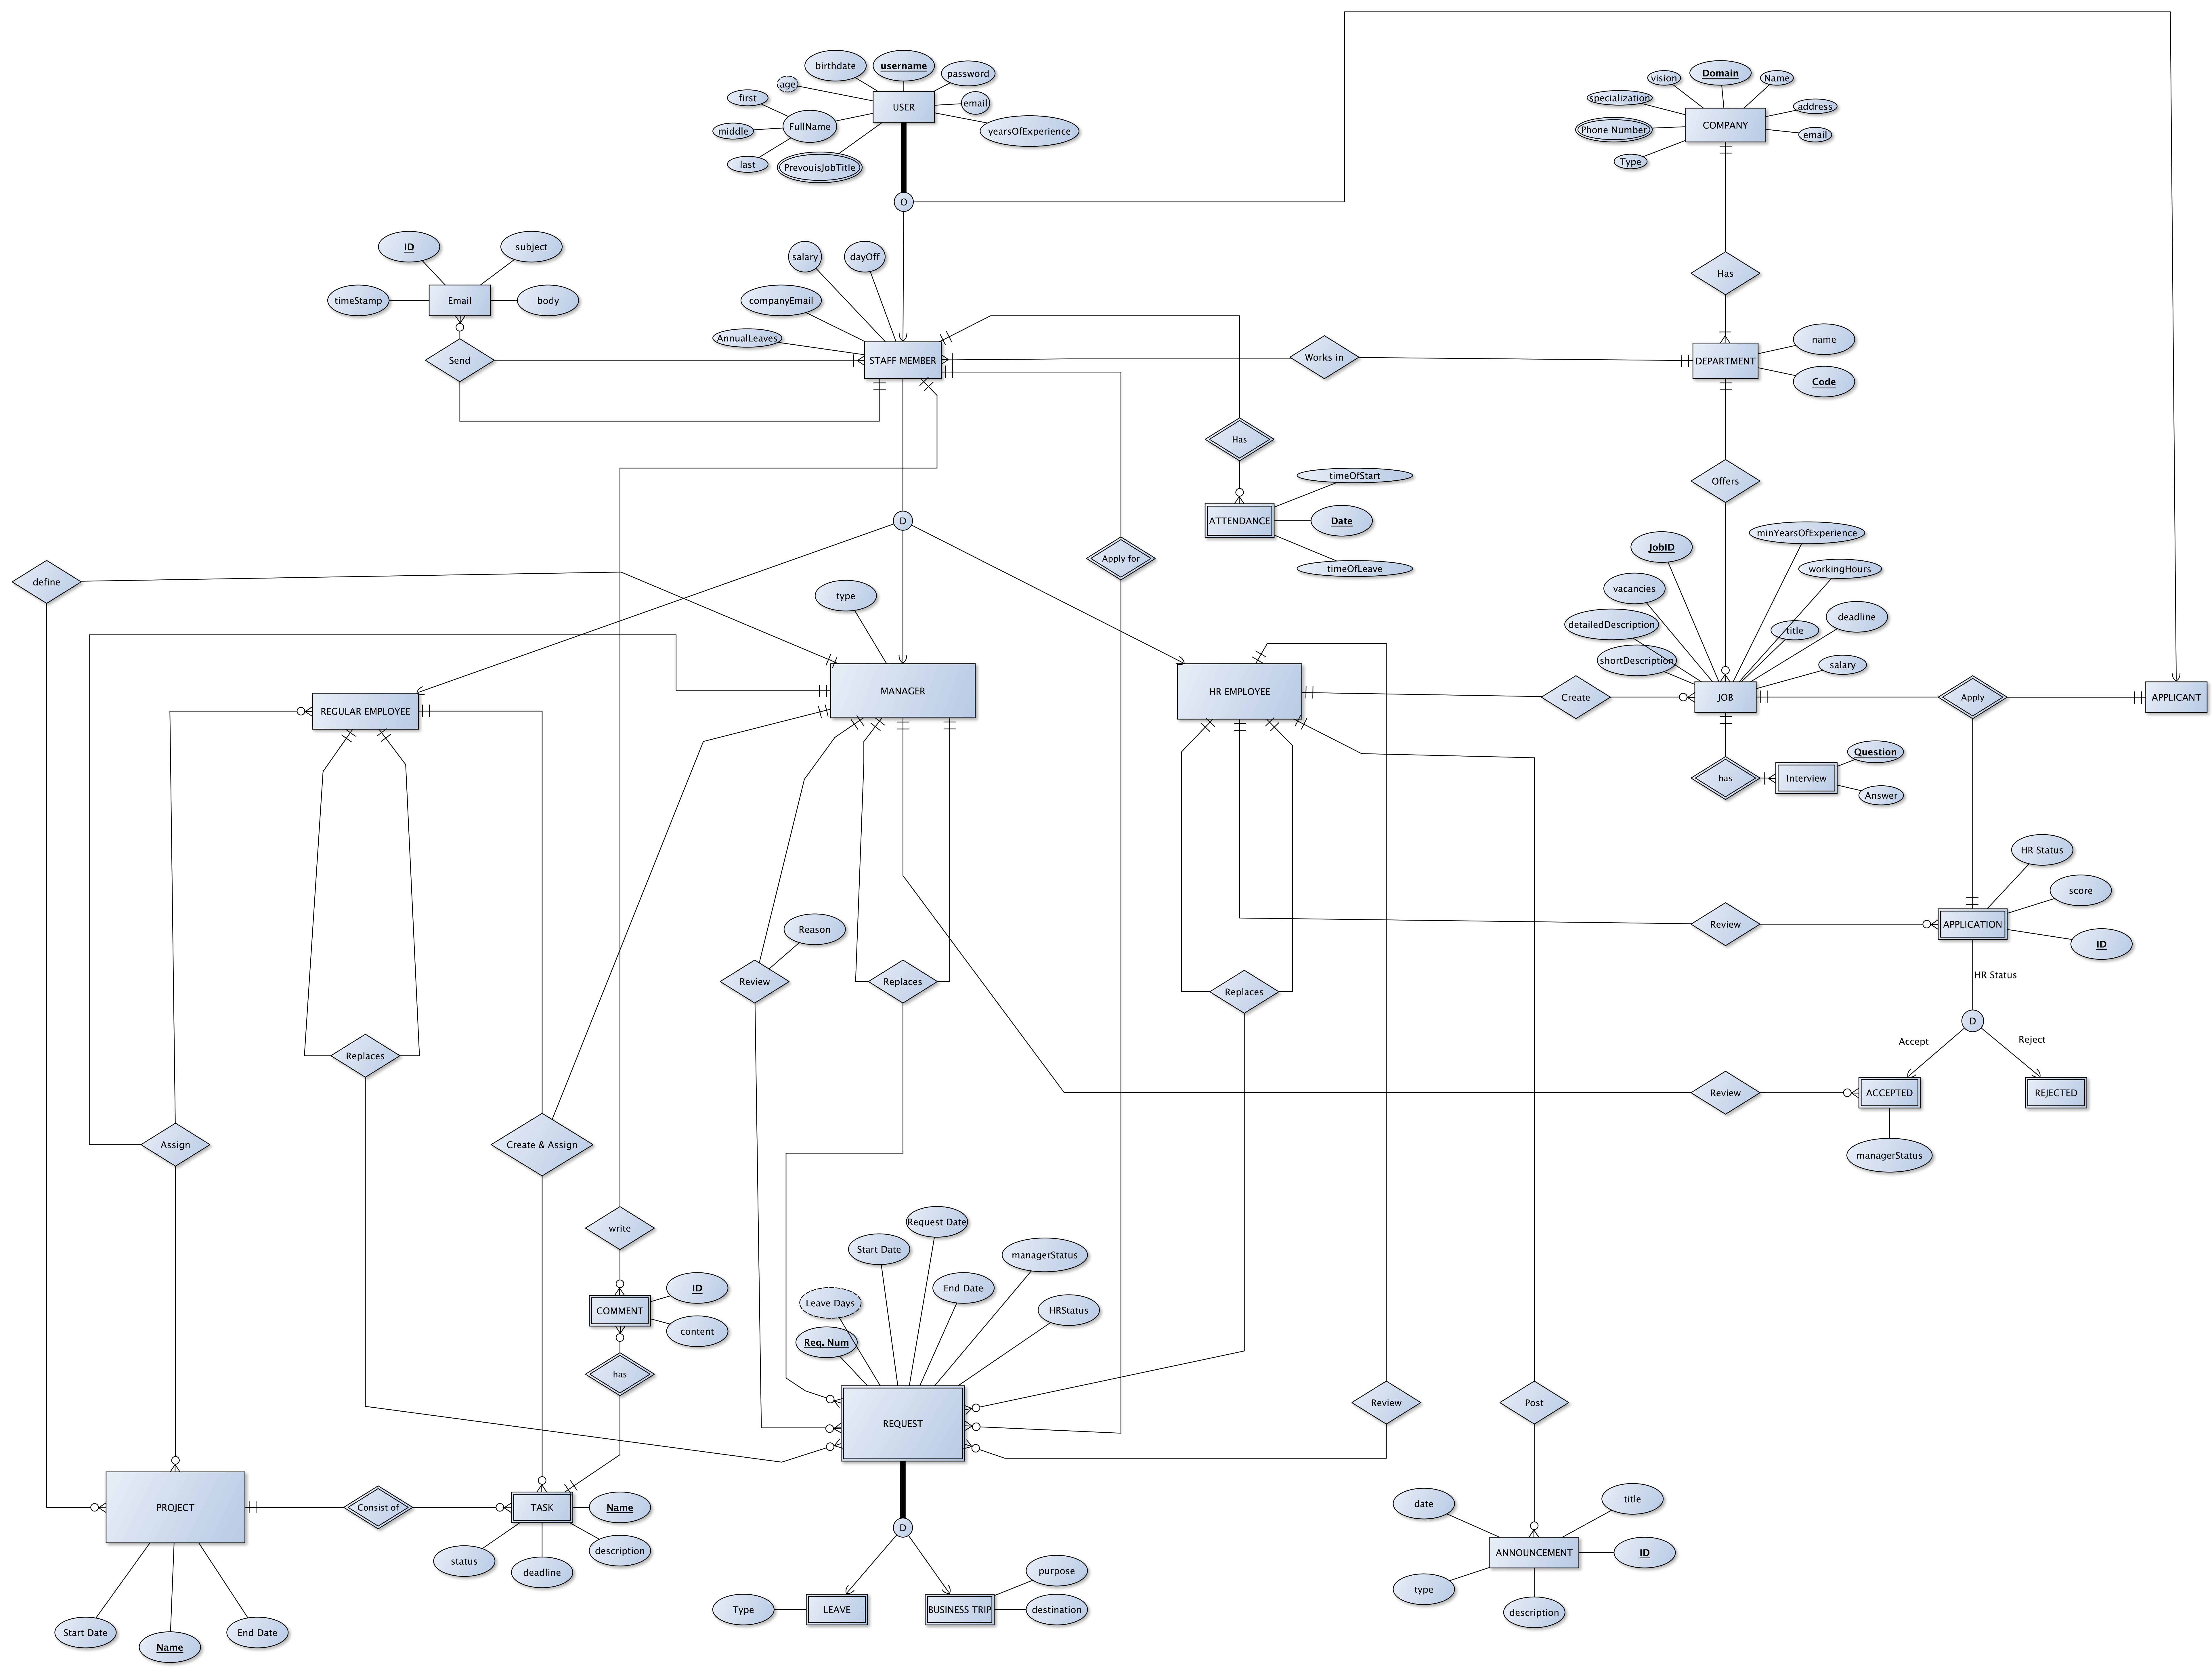 birthdate
username
password
age
email
first
USER
FullName
middle
yearsOfExperience
last
PrevouisJobTitle
O
vision
Domain
Name
specialization
address
COMPANY
Phone Number
email
Type
Has
ID
subject
timeStamp
Email
body
Send
salary
dayOff
companyEmail
AnnualLeaves
STAFF MEMBER
Works in
name
DEPARTMENT
Code
Has
timeOfStart
ATTENDANCE
Date
timeOfLeave
Offers
D
Apply for
define
type
MANAGER
HR EMPLOYEE
REGULAR EMPLOYEE
Create
minYearsOfExperience
JobID
workingHours
vacancies
detailedDescription
deadline
title
shortDescription
salary
JOB
Apply
APPLICANT
has
Interview
Question
Answer
HR Status
score
Review
APPLICATION
ID
HR Status
D
Accept
Reject
Review
ACCEPTED
REJECTED
managerStatus
Reason
Review
Replaces
Replaces
Replaces
Assign
Create & Assign
write
ID
COMMENT
content
has
Request Date
Start Date
managerStatus
End Date
Leave Days
HRStatus
Req. Num
REQUEST
Review
Post
PROJECT
Consist of
TASK
Name
status
description
deadline
Start Date
Name
End Date
D
Type
LEAVE
BUSINESS TRIP
purpose
destination
date
title
ANNOUNCEMENT
ID
type
description